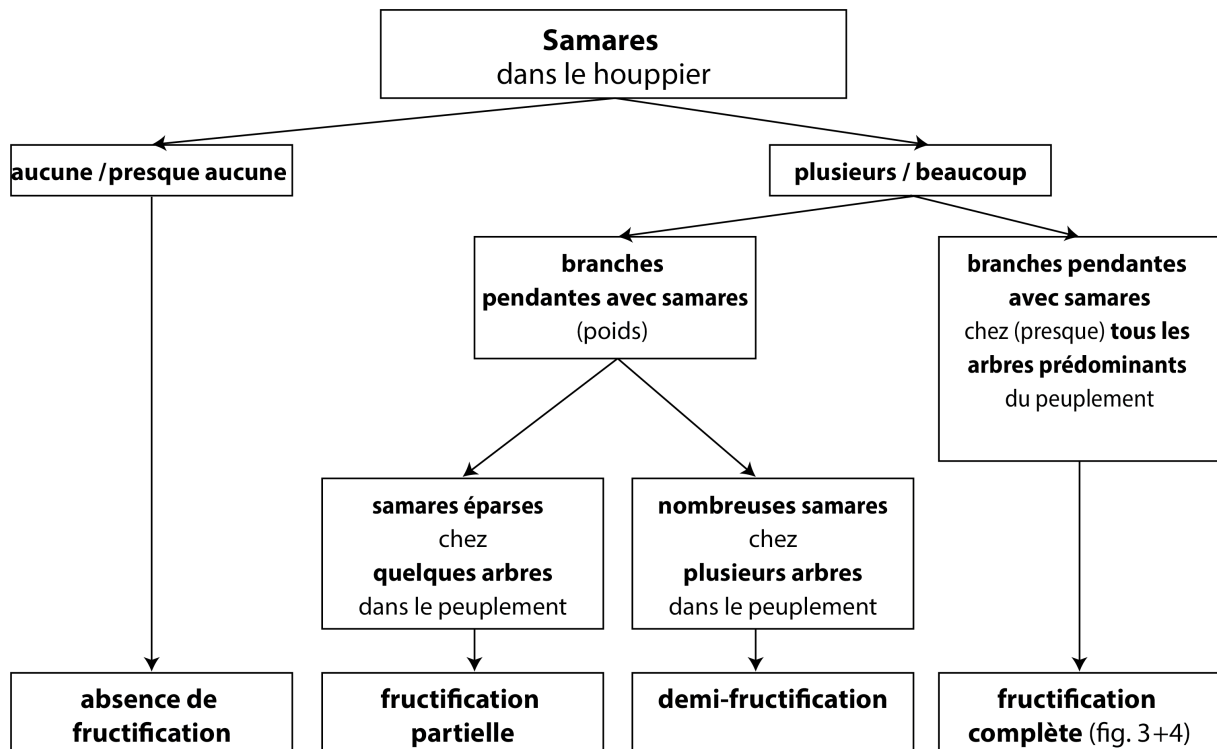 Samares
dans le houppier
aucune /presque aucune
plusieurs / beaucoup
branches
pendantes avec samares
(poids)
branches pendantes
avec samares
chez (presque) tous les
arbres prédominants
du peuplement
samares éparses
chez
quelques arbres
dans le peuplement
nombreuses samares
chez
plusieurs arbres
dans le peuplement
absence de
fructification
fructification
partielle
demi-fructification
fructification
complète (fig. 3+4)